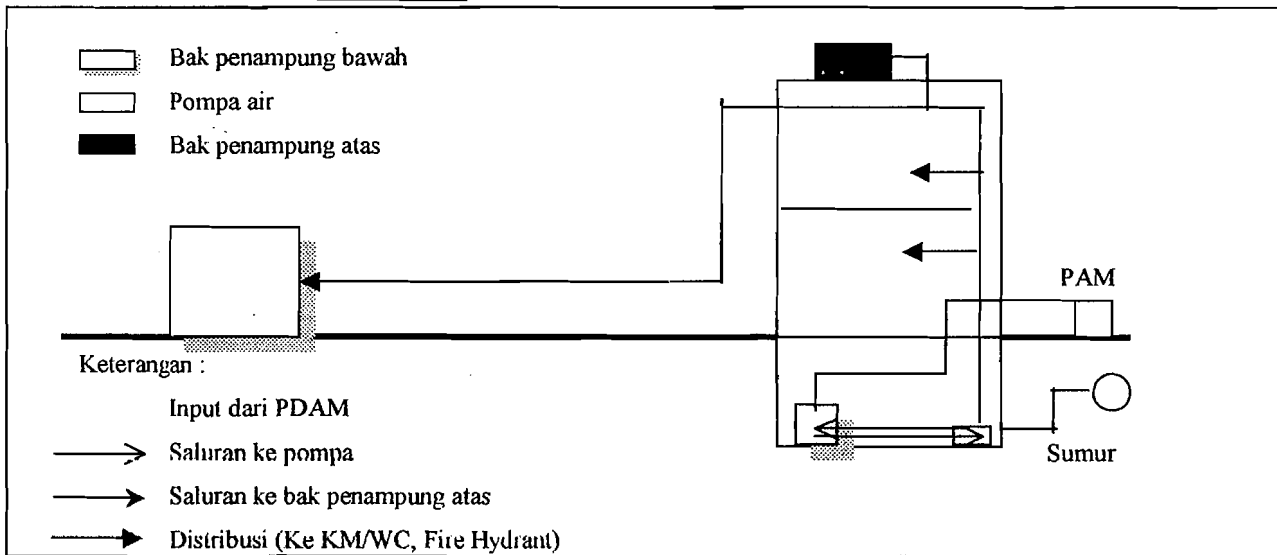 Bak penampung bawah
Pompa air
Bak penampung atas
PAM
Keterangan :
Input dari PDAM
Saluran ke pompa
Sumur
Saluran ke bak penampung atas
Distribusi (Ke KM/WC, Fire Hydrant)